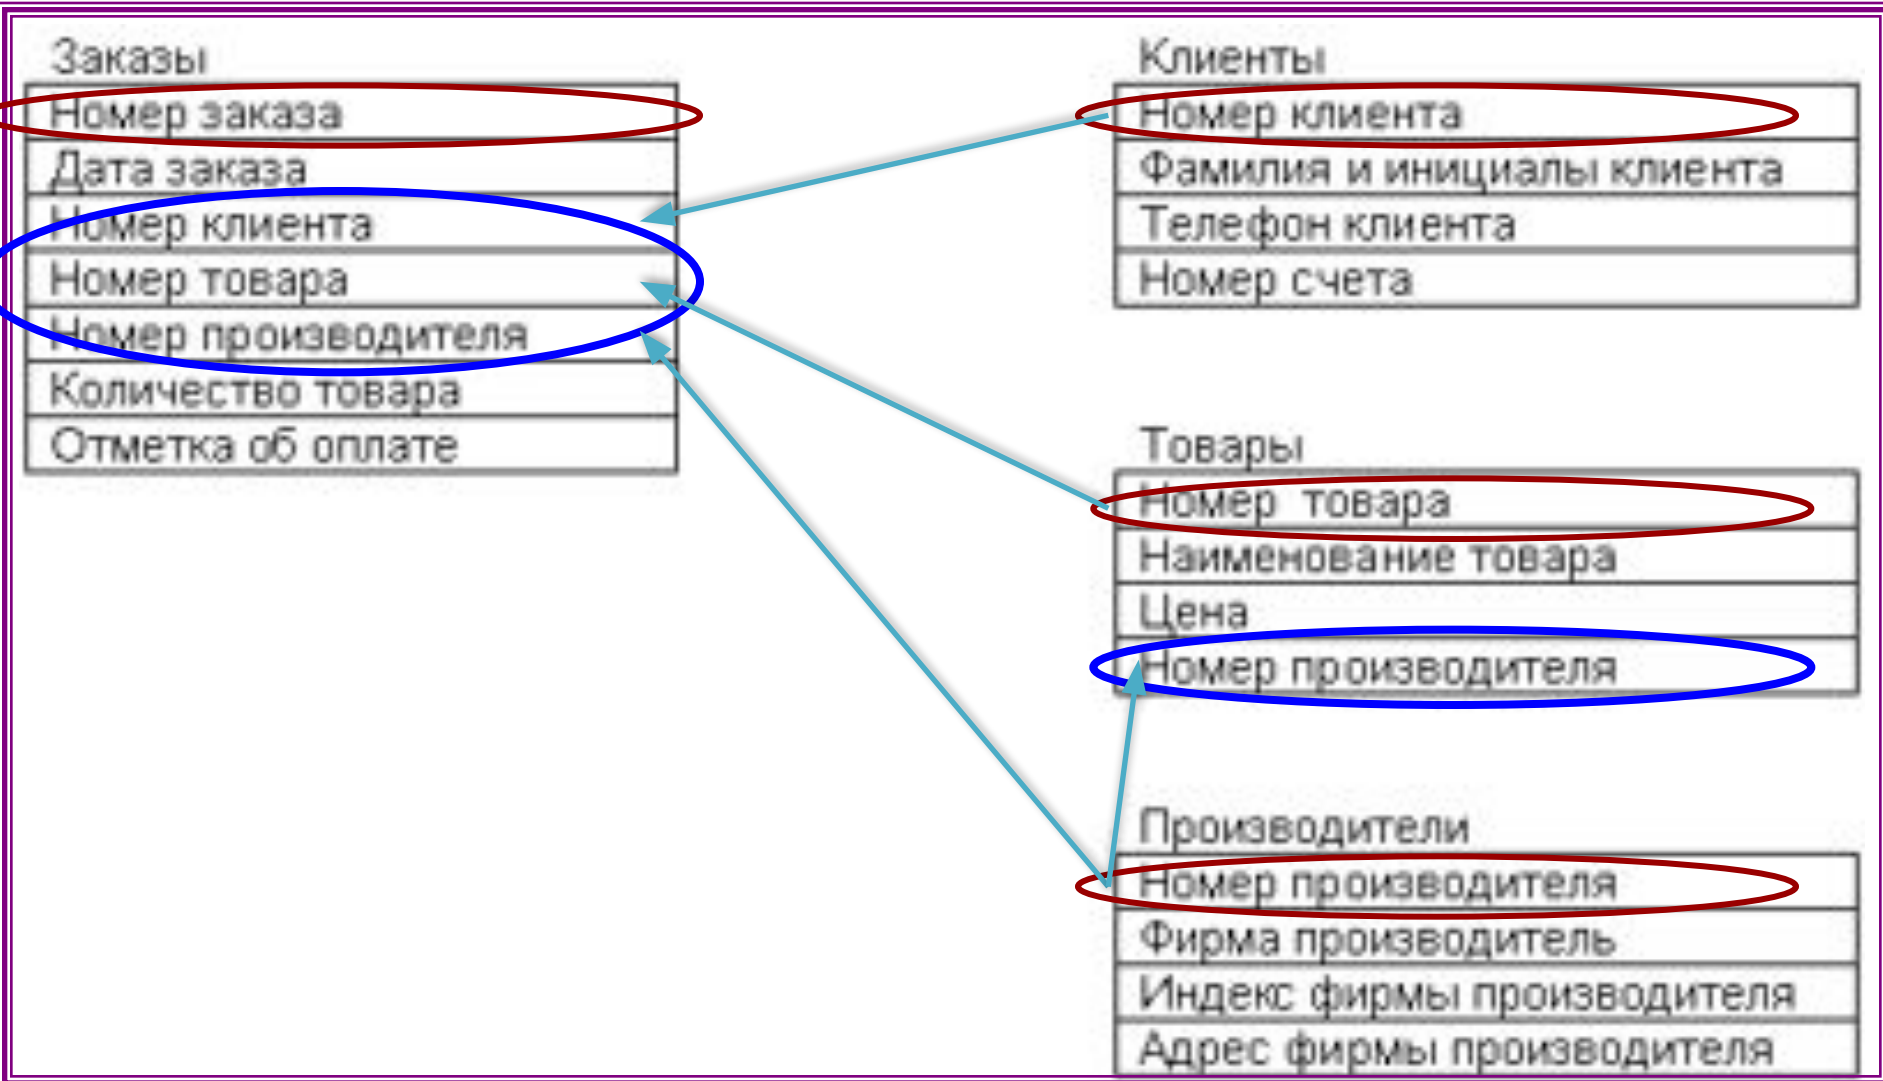 Заказы
Номер заказа
Дата заказа
Номер клиента
Номер товара
Номер производителя
Количество товара
Отметка об оплате
Клиенты
Номер клиента
Фамилия и инициалы клиента
Телефон клиента
Номер счета
Товары
Номер товара
Наименование товара
Цена
Номер производителя
Производители
Номер производителя
Фирма производитель
Индекс фирмы производителя
Адрес фирмы производителя